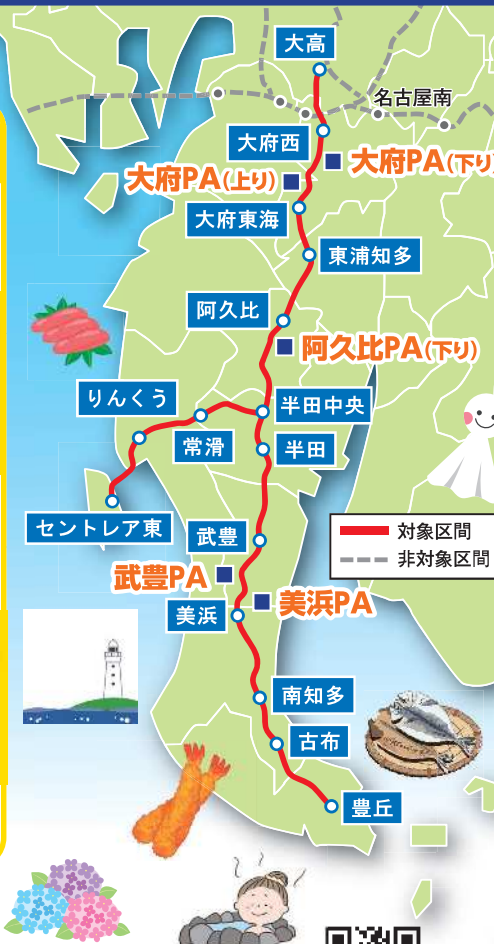 大高
名古屋南
大府西
大府PA(下り)
大府PA(上り)
大府東海
東浦知多
阿久比
阿久比PA(下り)
りんくう
半田中央
常滑
半田
セントレア東
武豊
対象区間
非対象区間
武豊PA
美浜PA
美浜
南知多
古布
豊丘